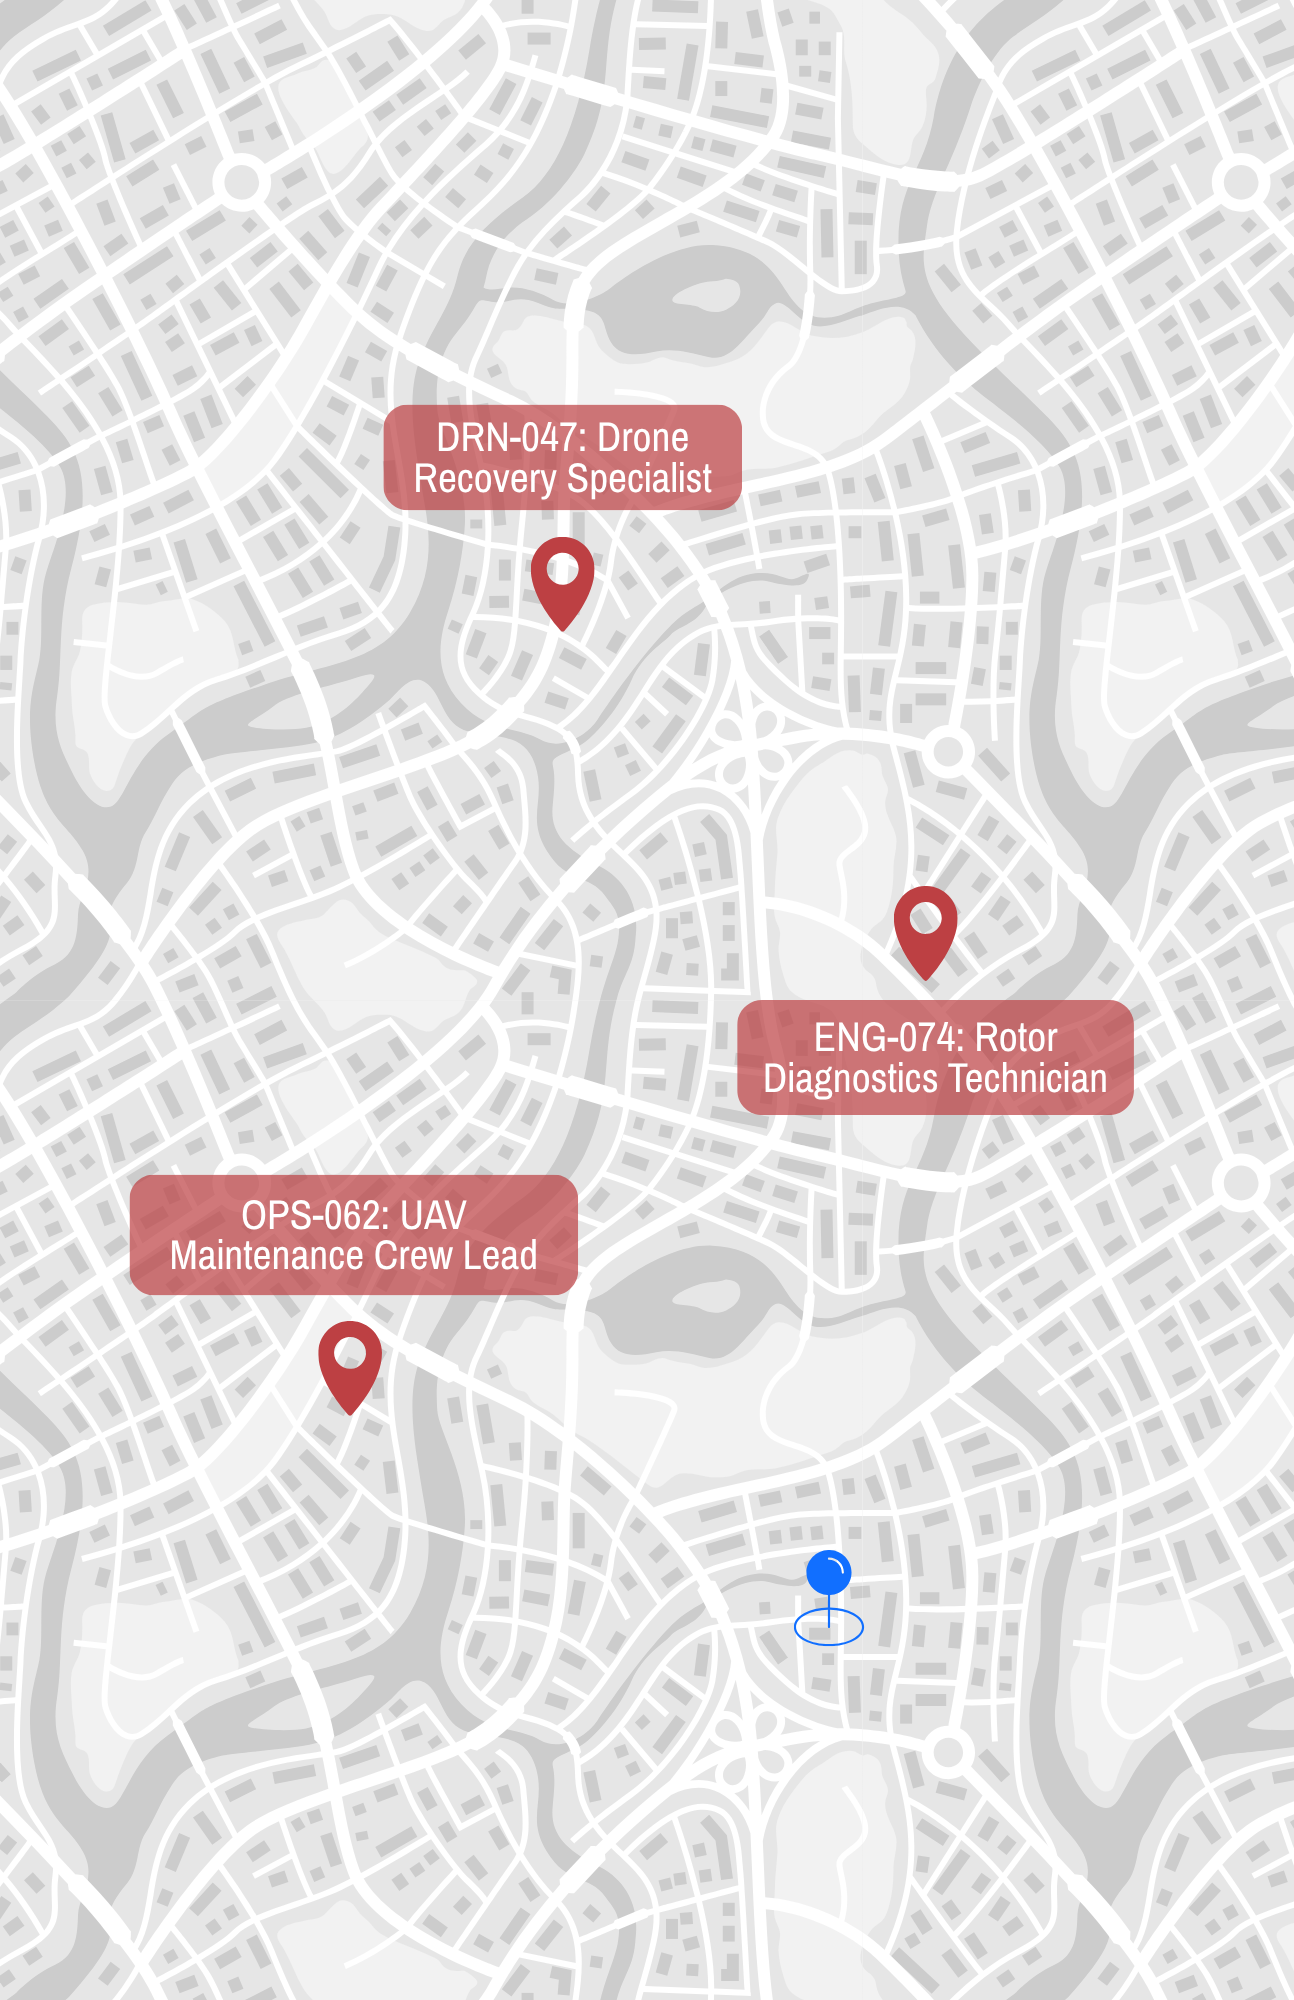 DRN-047: Drone
Recovery Specialist
ENG-074: Rotor
Diagnostics Technician
OPS-062: UAV
Maintenance Crew Lead